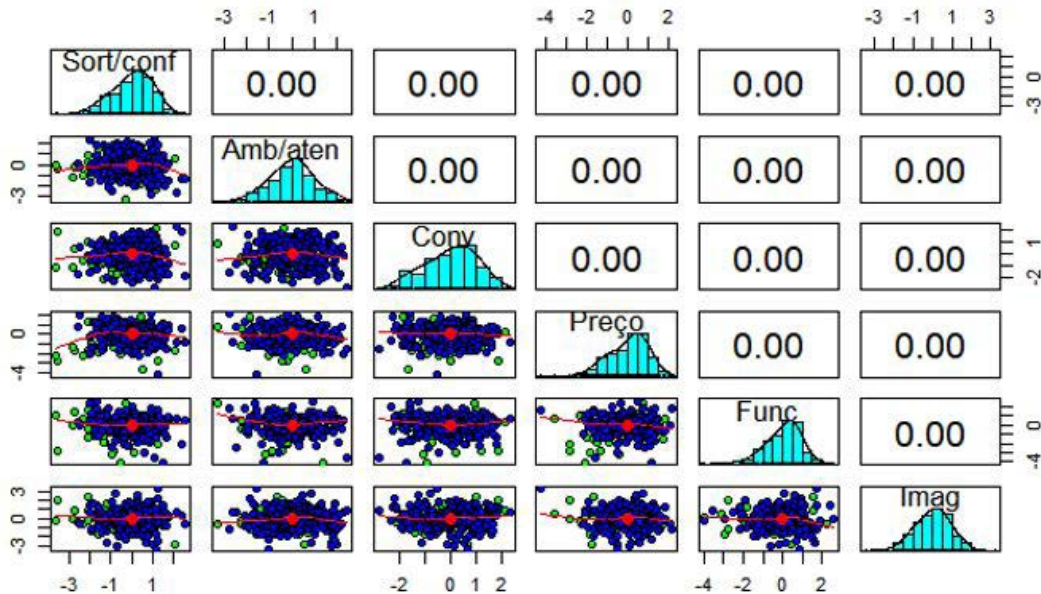 -3 -1 1 -4 -2 0 2 -3 -1 1 3
Sort/conf 0.00 0.00 0.00 0.00 0.00 -3 0
-3 0 Amb/aten 0.00 0.00 0.00 0.00
Conv 0.00 0.00 0.00 -2 1
-4 0 Preço 0.00 0.00
Func 0.00 -4 0
-3 0 3 Imag
-3 -1 1 -2 0 1 2 -4 -2 0 2